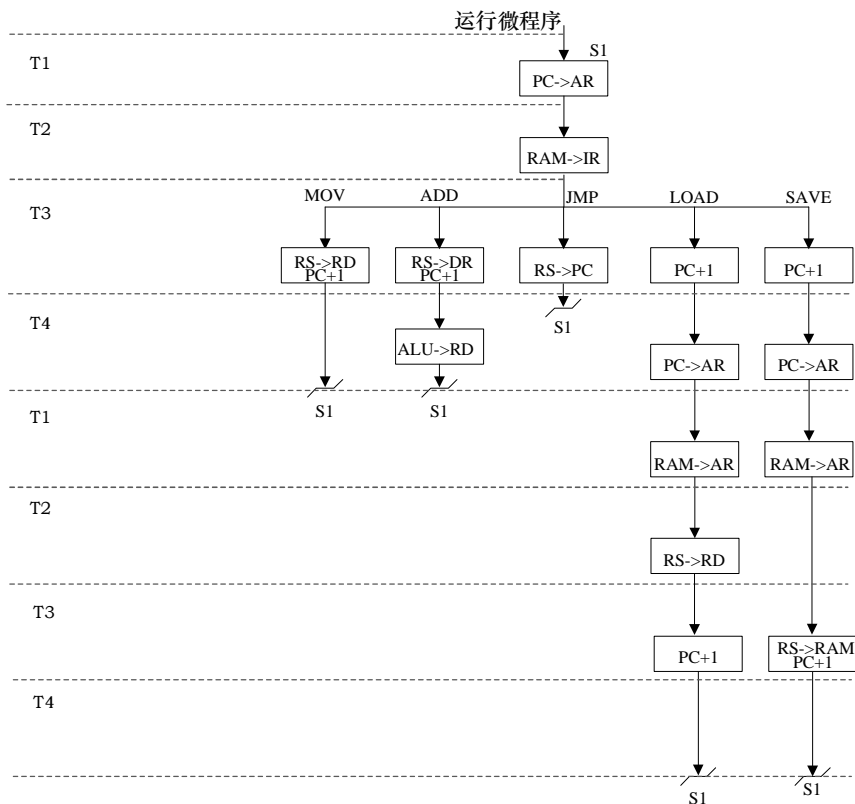 运行微程序
S1
T1
PC->AR
T2
RAM->IR
T3
MOV
ADD
JMP
LOAD
SAVE
RS->RD
PC+1
RS->DR
PC+1
RS->PC
PC+1
PC+1
T4
S1
ALU->RD
PC->AR
PC->AR
S1
S1
T1
RAM->AR
RAM->AR
T2
RS->RD
T3
PC+1
RS->RAM
PC+1
T4
S1
S1